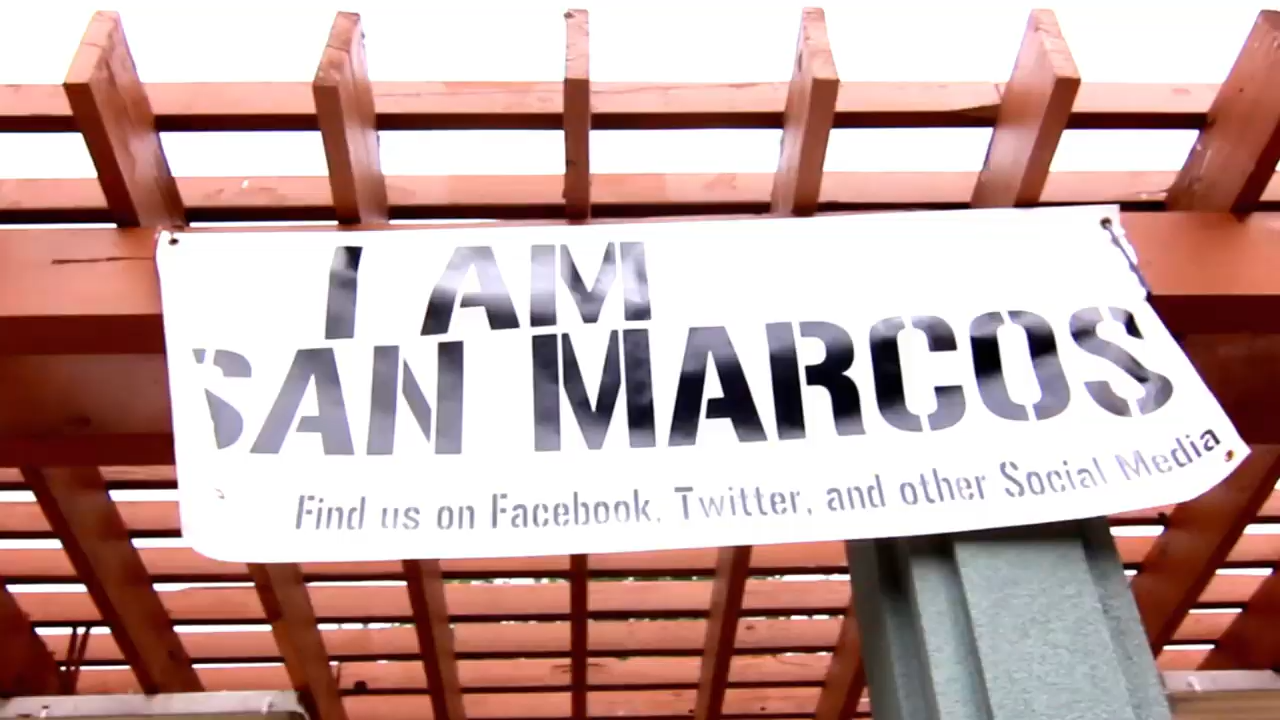 I AM
SAN MARCOS
Find us on Facebook, Twitter, and other Social Media